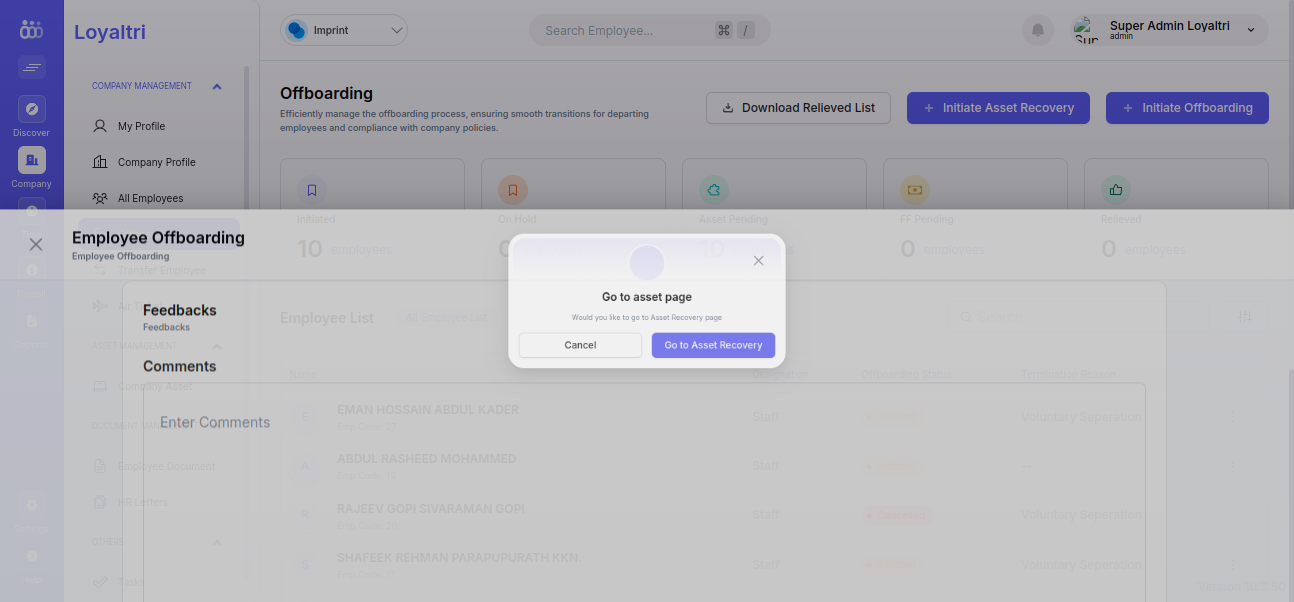 Loyaltri
Imprint
Search Employee...
⌘ /
Super Admin Loyaltri
admin
Discover
Company
COMPANY MANAGEMENT
My Profile
Company Profile
All Employees
Offboarding
Efficiently manage the offboarding process, ensuring smooth transitions for departing
employees and compliance with company policies.
Download Relieved List
Initiate Asset Recovery
Initiate Offboarding
Initiated
On Hold
Asset Pending
FF Pending
Relieved
10 employees
0
10
0 employees
0 employees
Employee Offboarding
Employee Offboarding
Transfer Employee
Feedbacks
Feedbacks
Comments
Enter Comments
ASSET MANAGEMENT
Company Asset
Employee Document
HR Letters
OTHERS
Tasks
Go to asset page
Would you like to go to Asset Recovery page
Cancel
Go to Asset Recovery
Employee List
All Employee List
Search
Name
Designation
Offboarding Status
Termination Reason
EMAN HOSSAIN ABDUL KADER
Staff
Voluntary Seperation
ABDUL RASHEED MOHAMMED
Staff
--
RAJEEV GOPI SIVARAMAN GOPI
Staff
Canceled
Voluntary Seperation
SHAFEEK REHMAN PARAPUPURATH KKN.
Staff
Voluntary Seperation